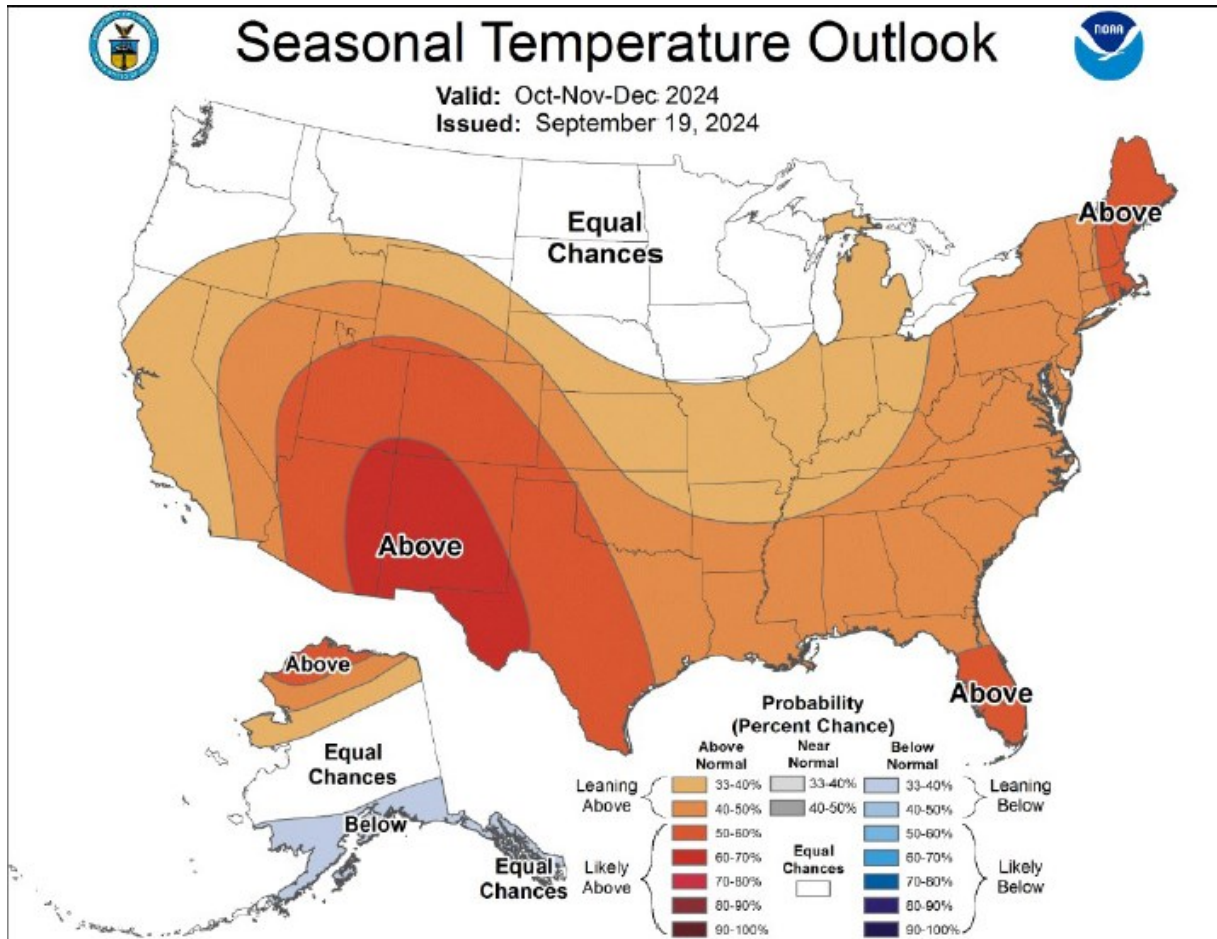 Seasonal Temperature Outlook
NOAA
Valid: Oct-Nov-Dec 2024
Issued: September 19, 2024
Equal
Chances
Above
Above
Above
Above
Equal
Chances
Below
Equal
Chances
Probability
(Percent Chance)
Above
Normal
Near
Normal
Below
Normal
Leaning
Above
33-40%
40-50%
33-40%
40-50%
33-40%
40-50%
Leaning
Below
Likely
Above
50-60%
60-70%
70-80%
80-90%
90-100%
Equal
Chances
50-60%
60-70%
70-80%
80-90%
90-100%
Likely
Below